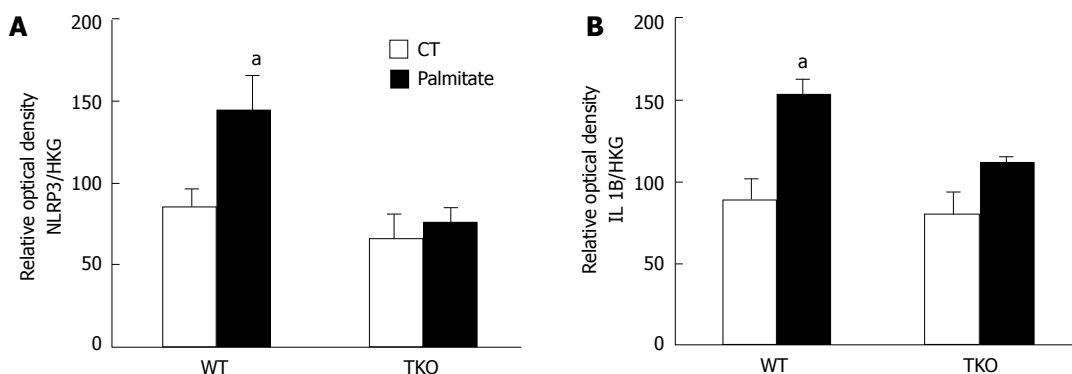 A
Relative optical density
NLRP3/HKG
200
150
100
50
0
a
CT
Palmitate
WT
TKO
B
Relative optical density
IL 1B/HKG
200
150
100
50
0
a
WT
TKO